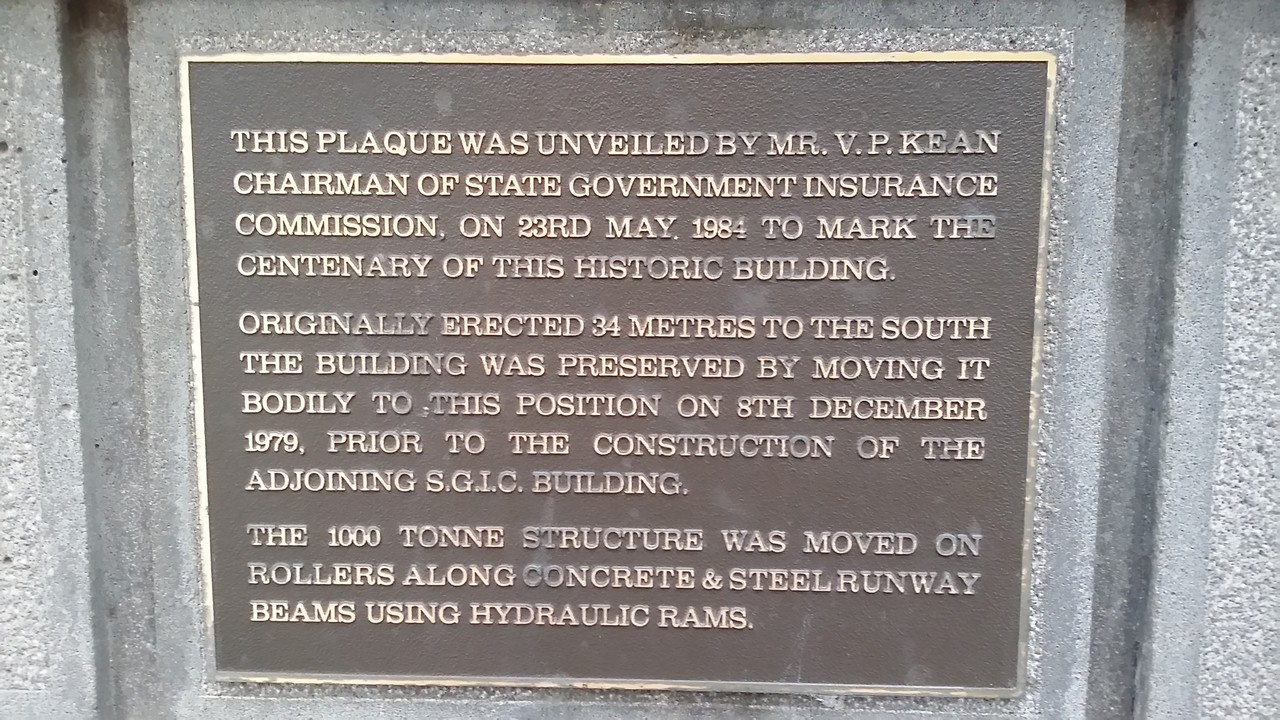 THIS PLAQUE WAS UNVEILED BY MR. V. P. KEAN
CHAIRMAN OF STATE GOVERNMENT INSURANCE
COMMISSION, ON 23RD MAY. 1984 TO MARK THE
CENTENARY OF THIS HISTORIC BUILDING.
ORIGINALLY ERECTED 34 METRES TO THE SOUTH
THE BUILDING WAS PRESERVED BY MOVING IT
BODILY TO THIS POSITION ON 8TH DECEMBER
1979, PRIOR TO THE CONSTRUCTION OF THE
ADJOINING S.G.I.C. BUILDING.
THE 1000 TONNE STRUCTURE WAS MOVED ON
ROLLERS ALONG CONCRETE & STEEL RUNWAY
BEAMS USING HYDRAULIC RAMS.